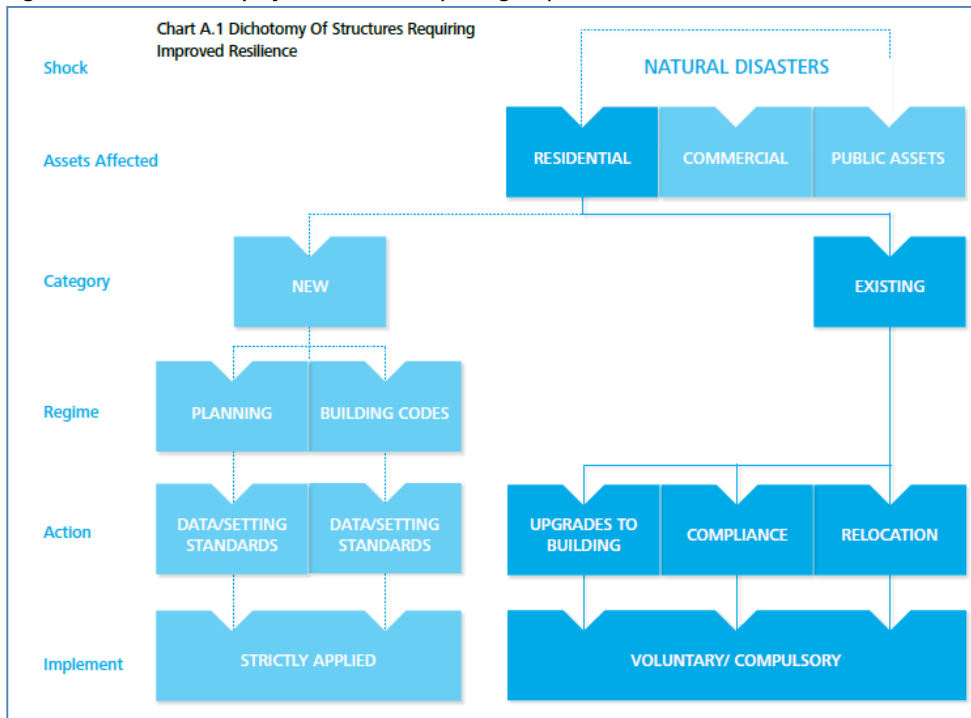 Chart A.1 Dichotomy Of Structures Requiring
Improved Resilience
Shock
NATURAL DISASTERS
Assets Affected
RESIDENTIAL
COMMERCIAL
PUBLIC ASSETS
Category
NEW
EXISTING
Regime
PLANNING
BUILDING CODES
Action
DATA/SETTING
STANDARDS
DATA/SETTING
STANDARDS
UPGRADES TO
BUILDING
COMPLIANCE
RELOCATION
Implement
STRICTLY APPLIED
VOLUNTARY/ COMPULSORY